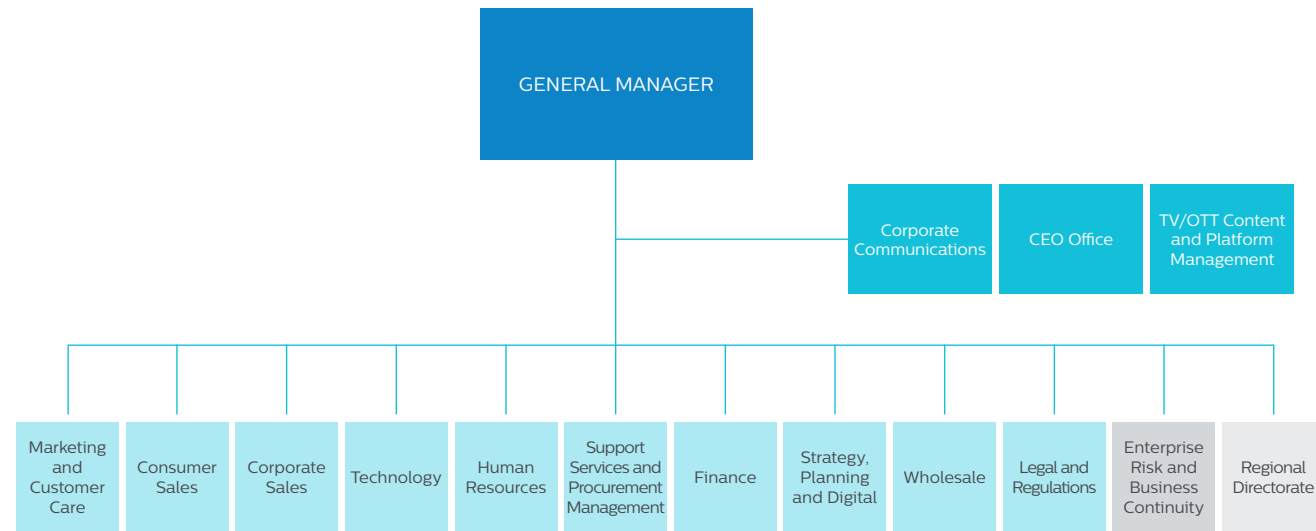 GENERAL MANAGER
Corporate
Communications
CEO Office
TV/OTT Content
and Platform
Management
Marketing
and
Customer
Care
Consumer
Sales
Corporate
Sales
Technology
Human
Resources
Support
Services and
Procurement
Management
Finance
Strategy,
Planning
and Digital
Wholesale
Legal and
Regulations
Enterprise
Risk and
Business
Continuity
Regional
Directorate